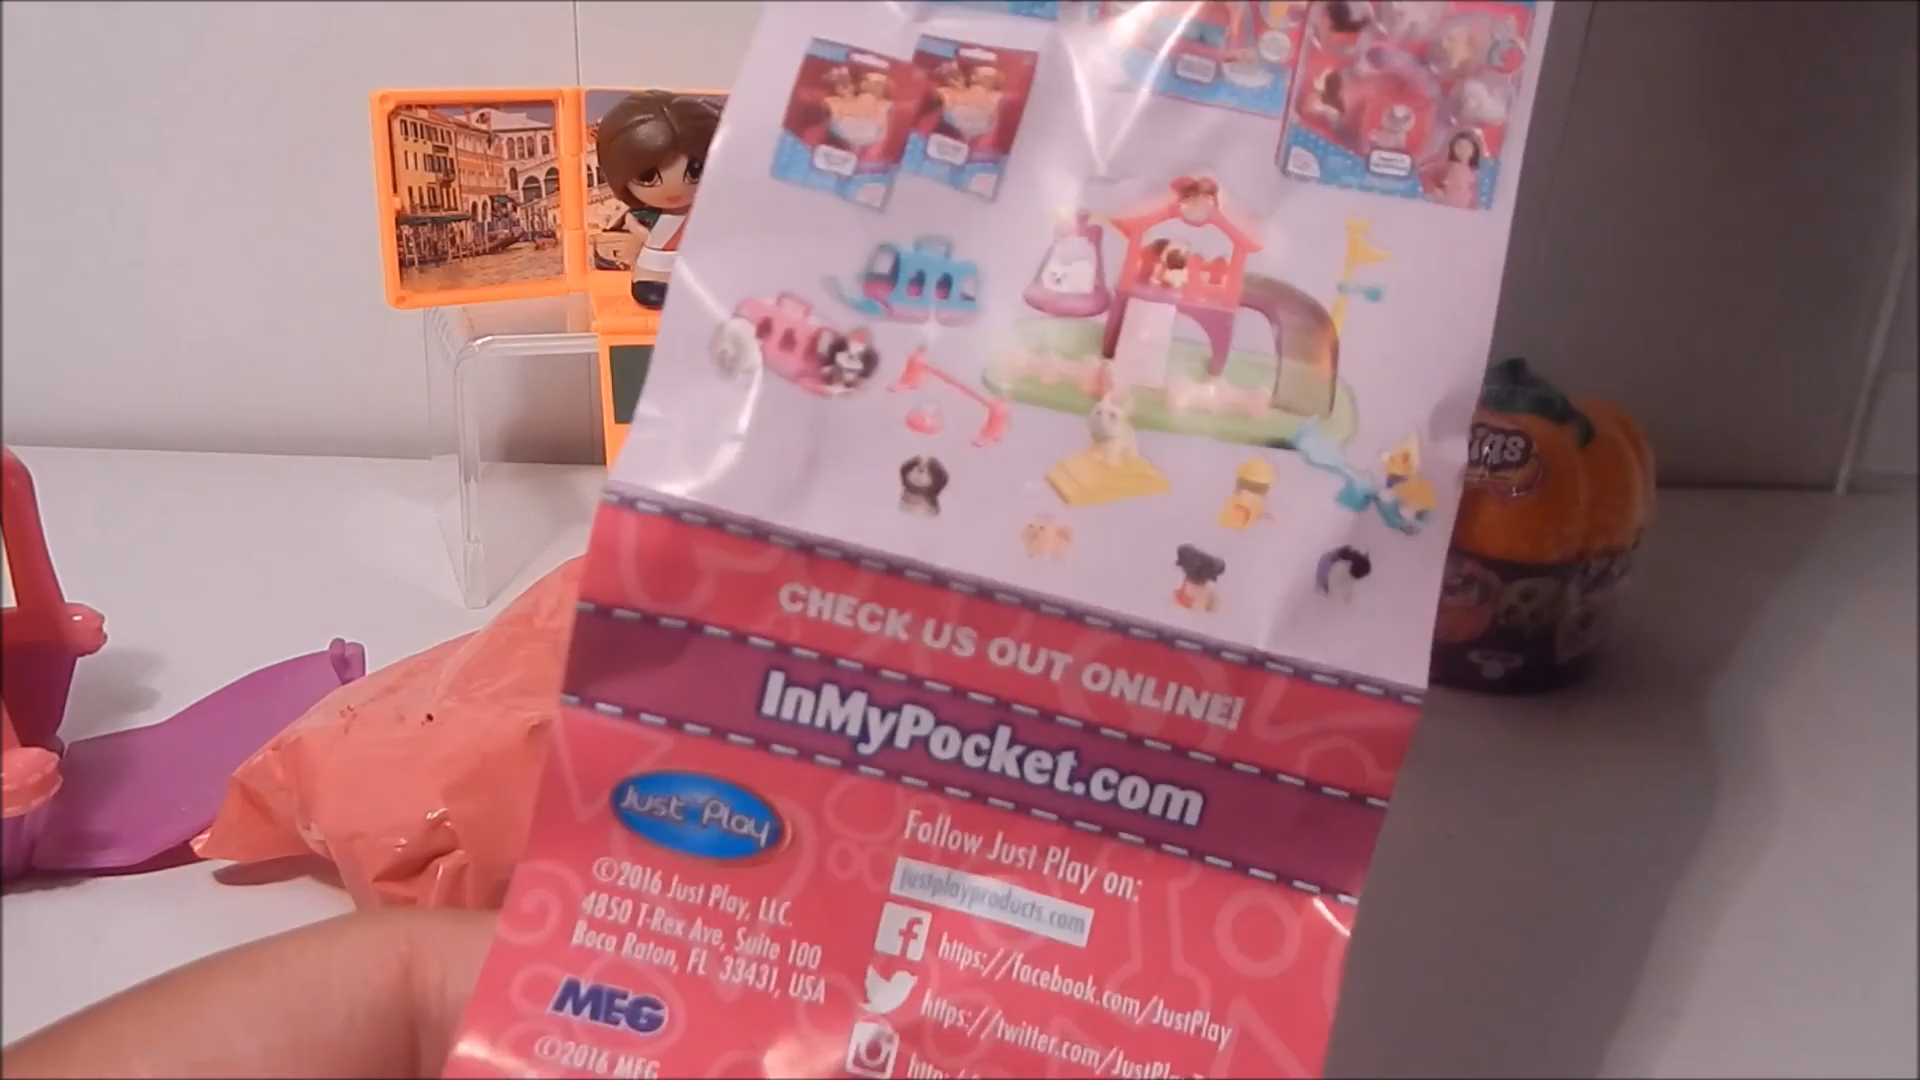 CHECK US OUT ONLINE!
InMyPocket.com
Just Play
©2016 Just Play, LLC.
4850 T-Rex Ave, Suite 100
Boca Raton, FL 33431, USA
MEG
©2016 MEG
Follow Just Play on:
justplayproducts.com
https://facebook.com/JustPlay
https://twitter.com/JustPla